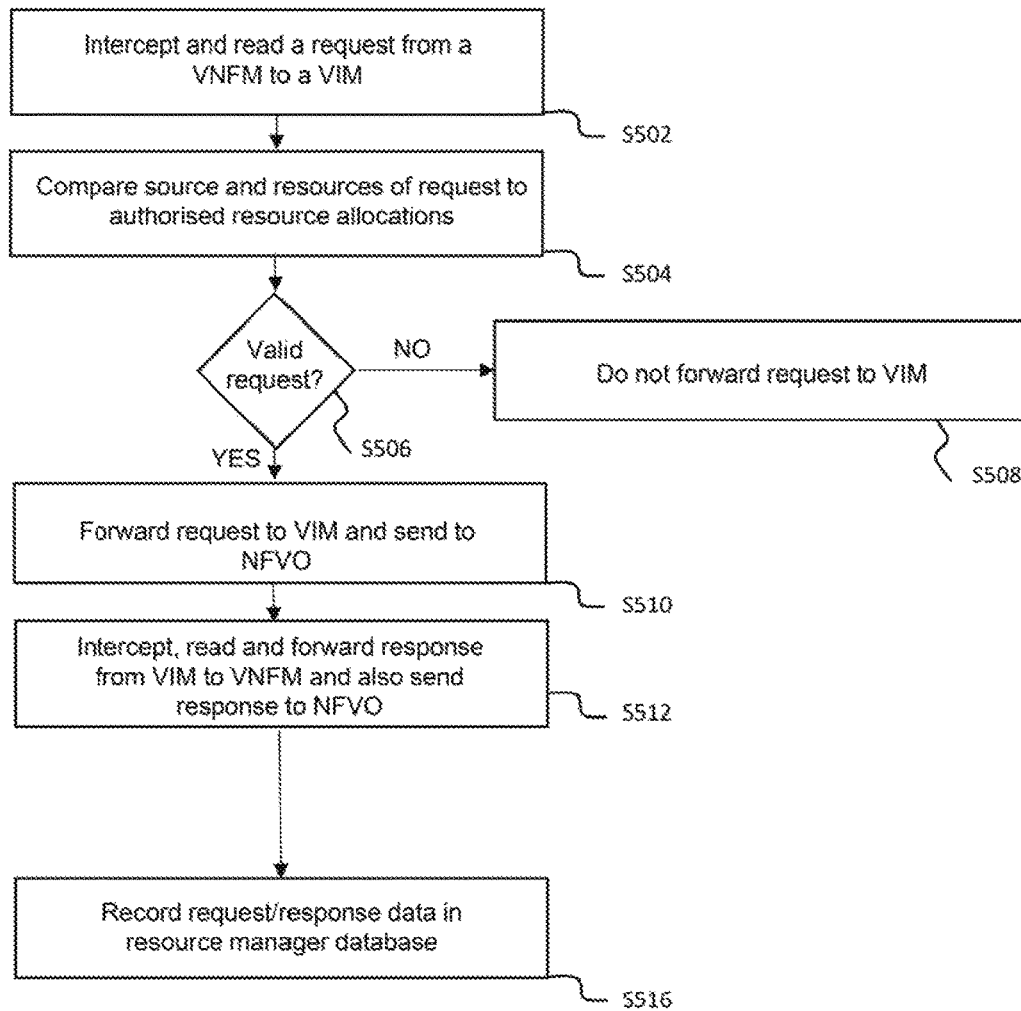 Intercept and read a request from a
VNFM to a VIM
S502
Compare source and resources of request to
authorised resource allocations
S504
Valid
request?
NO
Do not forward request to VIM
S506
YES
S508
Forward request to VIM and send to
NFVO
S510
Intercept, read and forward response
from VIM to VNFM and also send
response to NFVO
S512
Record request/response data in
resource manager database
S516